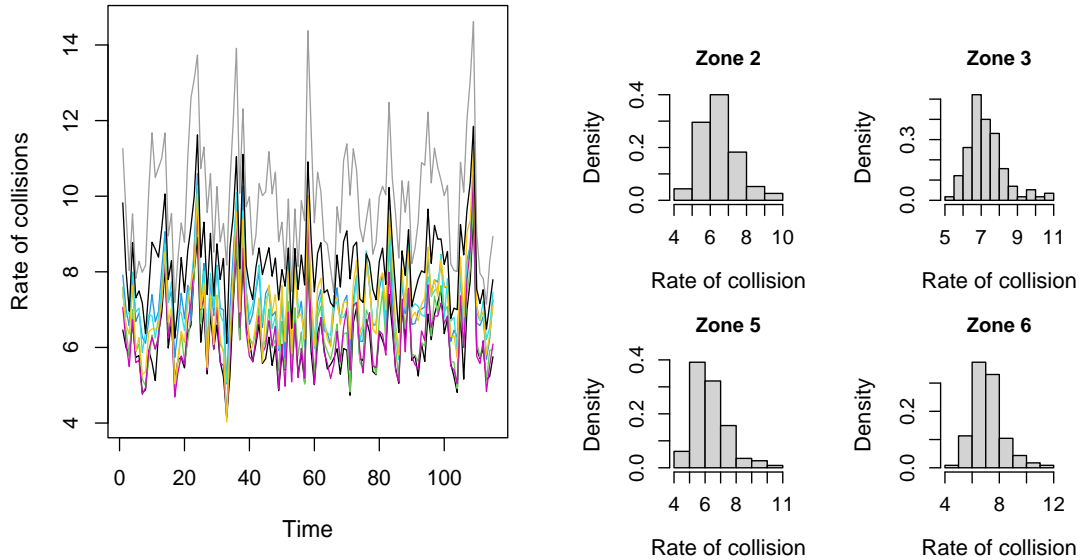 Rate of collisions
14
12
10
8
6
4
0 20 40 60 80 100
Time
Zone 2
Density
0.4
0.2
0.0
4 6 8 10
Rate of collision
Zone 3
Density
0.3
0.0
5 7 9 11
Rate of collision
Zone 5
Density
0.4
0.2
0.0
4 6 8 11
Rate of collision
Zone 6
Density
0.2
0.0
4 8 12
Rate of collision